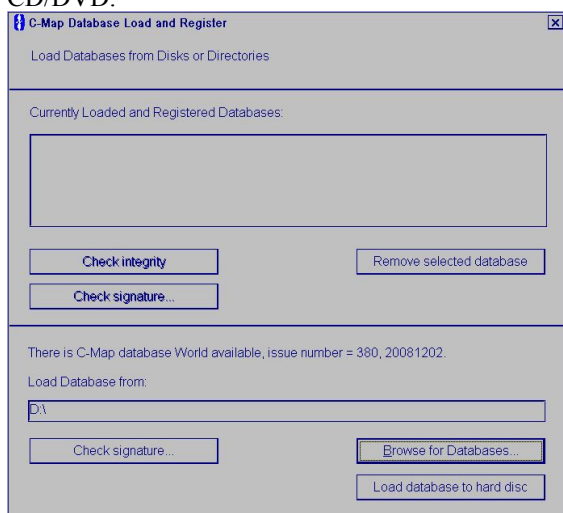 CD/DVD.
C-Map Database Load and Register
Load Databases from Disks or Directories
Currently Loaded and Registered Databases:
Check integrity
Remove selected database
Check signature...
There is C-Map database World available, issue number = 380, 20081202.
Load Database from:
D:\
Check signature...
Browse for Databases...
Load database to hard disc